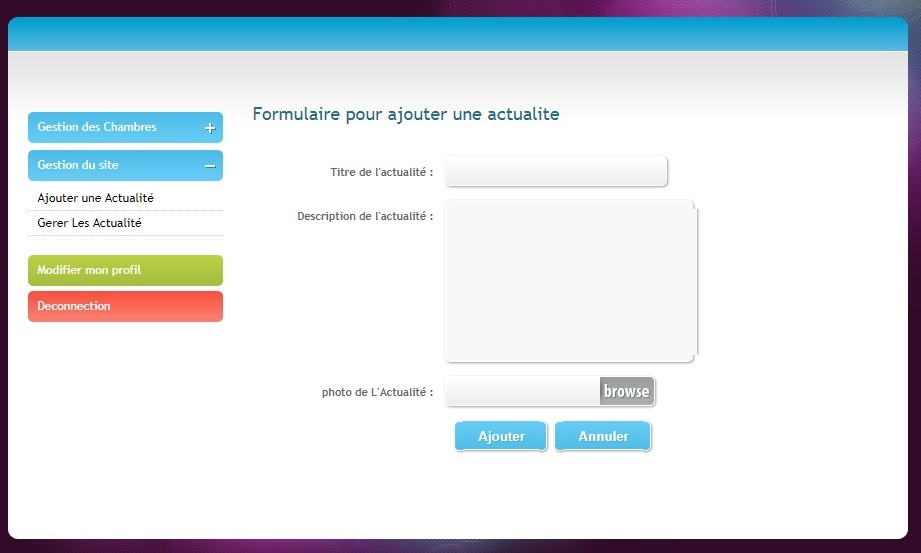 Gestion des Chambres
Gestion du site
Ajouter une Actualité
Gerer Les Actualité
Modifier mon profil
Deconnection
Formulaire pour ajouter une actualite
Titre de l'actualité :
Description de l'actualité :
photo de L'Actualité :
browse
Ajouter
Annuler